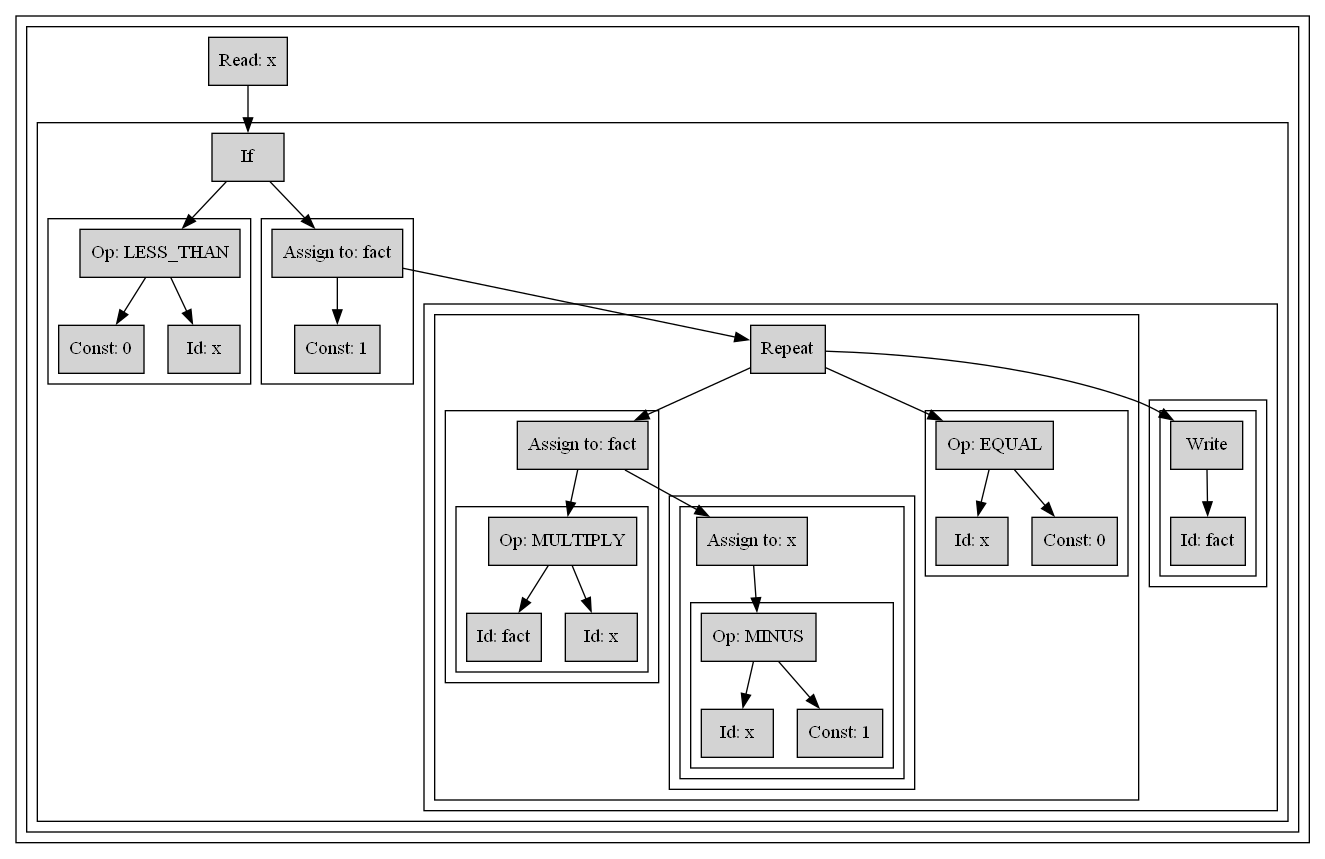 Read: x
If
Op: LESS_THAN
Assign to: fact
Const: 0
Id: x
Const: 1
Repeat
Assign to: fact
Op: EQUAL
Write
Op: MULTIPLY
Assign to: x
Id: x
Const: 0
Id: fact
Id: fact
Id: x
Op: MINUS
Id: x
Const: 1